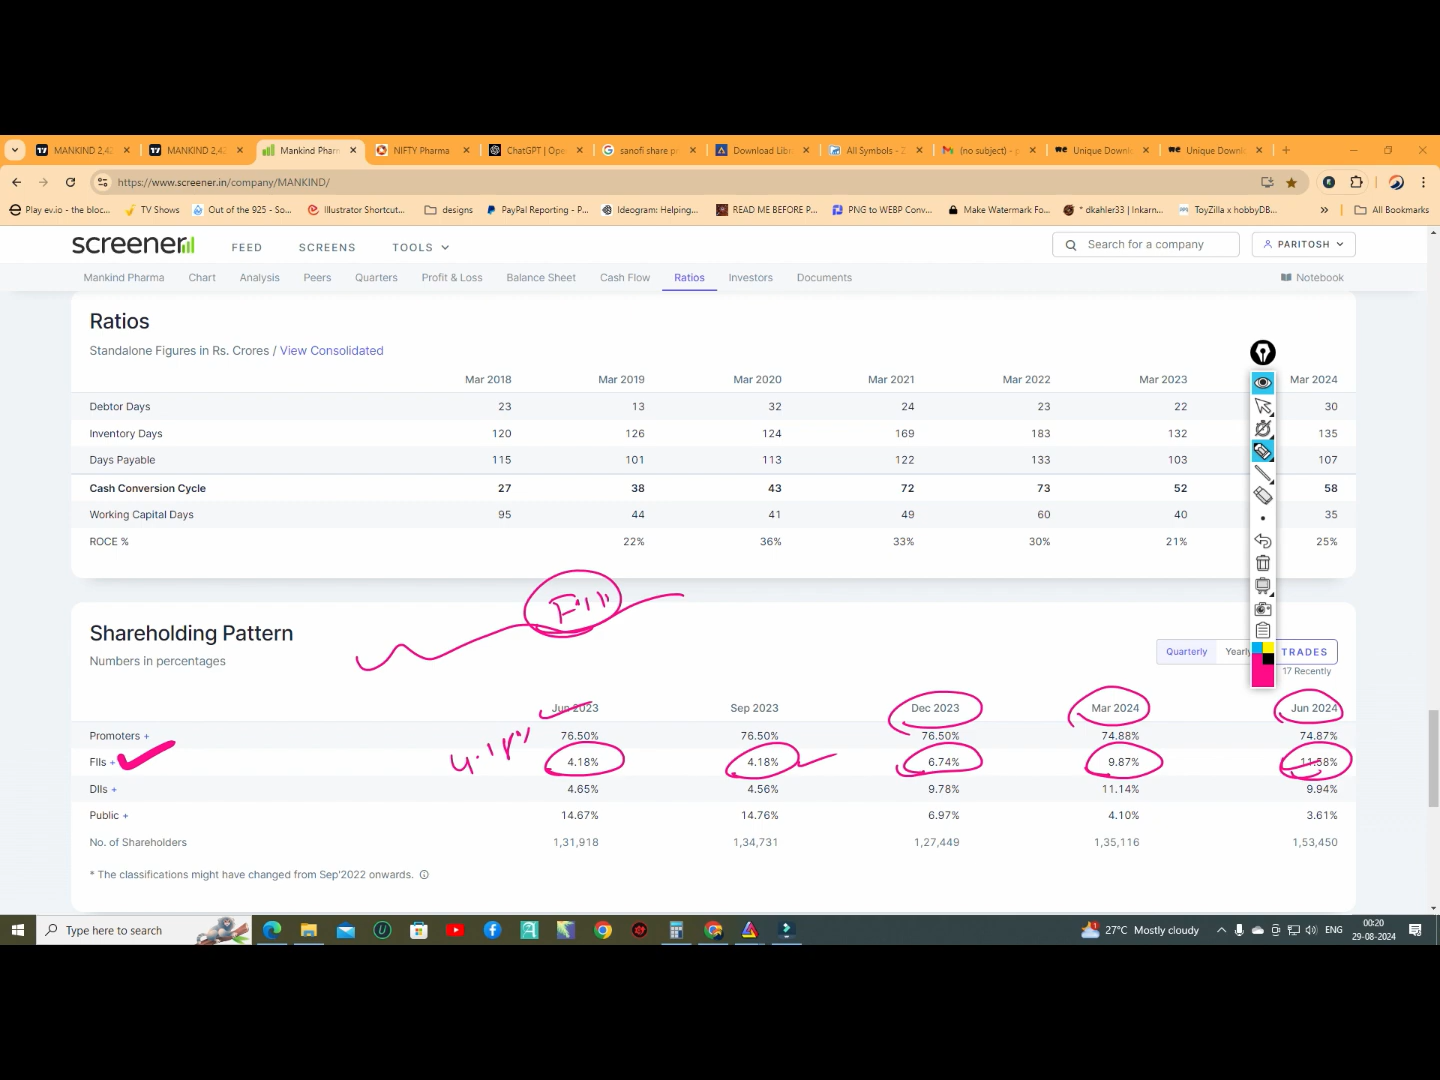 MANKIND 2,42
MANKIND 2,42
Mankind Pharm
NIFTY Pharma
ChatGPT | Ope
sanofi share p
Download Libr
All Symbols - Z
(no subject) - p
Unique Downl
Unique Downl
https://www.screener.in/company/MANKIND/
Play ev.io - the bloc...
TV Shows
Out of the 925 - So...
Illustrator Shortcut...
designs
PayPal Reporting - P...
Ideogram: Helping...
READ ME BEFORE P...
PNG to WEBP Conv...
Make Watermark Fo...
* dkahler33 | Inkarn...
ToyZilla x hobbyDB...
All Bookmarks
screener
FEED
SCREENS
TOOLS
Search for a company
PARITOSH
Mankind Pharma Chart Analysis Peers Quarters Profit & Loss Balance Sheet Cash Flow Ratios Investors Documents Notebook
Ratios
Standalone Figures in Rs. Crores / View Consolidated
Mar 2018 Mar 2019 Mar 2020 Mar 2021 Mar 2022 Mar 2023 Mar 2024
Debtor Days 23 13 32 24 23 22 30
Inventory Days 120 126 124 169 183 132 135
Days Payable 115 101 113 122 133 103 107
Cash Conversion Cycle 27 38 43 72 73 52 58
Working Capital Days 95 44 41 49 60 40 35
ROCE % 22% 36% 33% 30% 21% 25%
Shareholding Pattern
Numbers in percentages
Quarterly Yearly TRADES
17 Recently
Jun 2023 Sep 2023 Dec 2023 Mar 2024 Jun 2024
Promoters + 76.50% 76.50% 76.50% 74.88% 74.87%
4.18%
FIIs + 4.18% 4.18% 6.74% 9.87% 11.58%
DIIs + 4.65% 4.56% 9.78% 11.14% 9.94%
Public + 14.67% 14.76% 6.97% 4.10% 3.61%
No. of Shareholders 1,31,918 1,34,731 1,27,449 1,35,116 1,53,450
* The classifications might have changed from Sep'2022 onwards.
Type here to search
27°C Mostly cloudy
ENG
00:20
29-08-2024